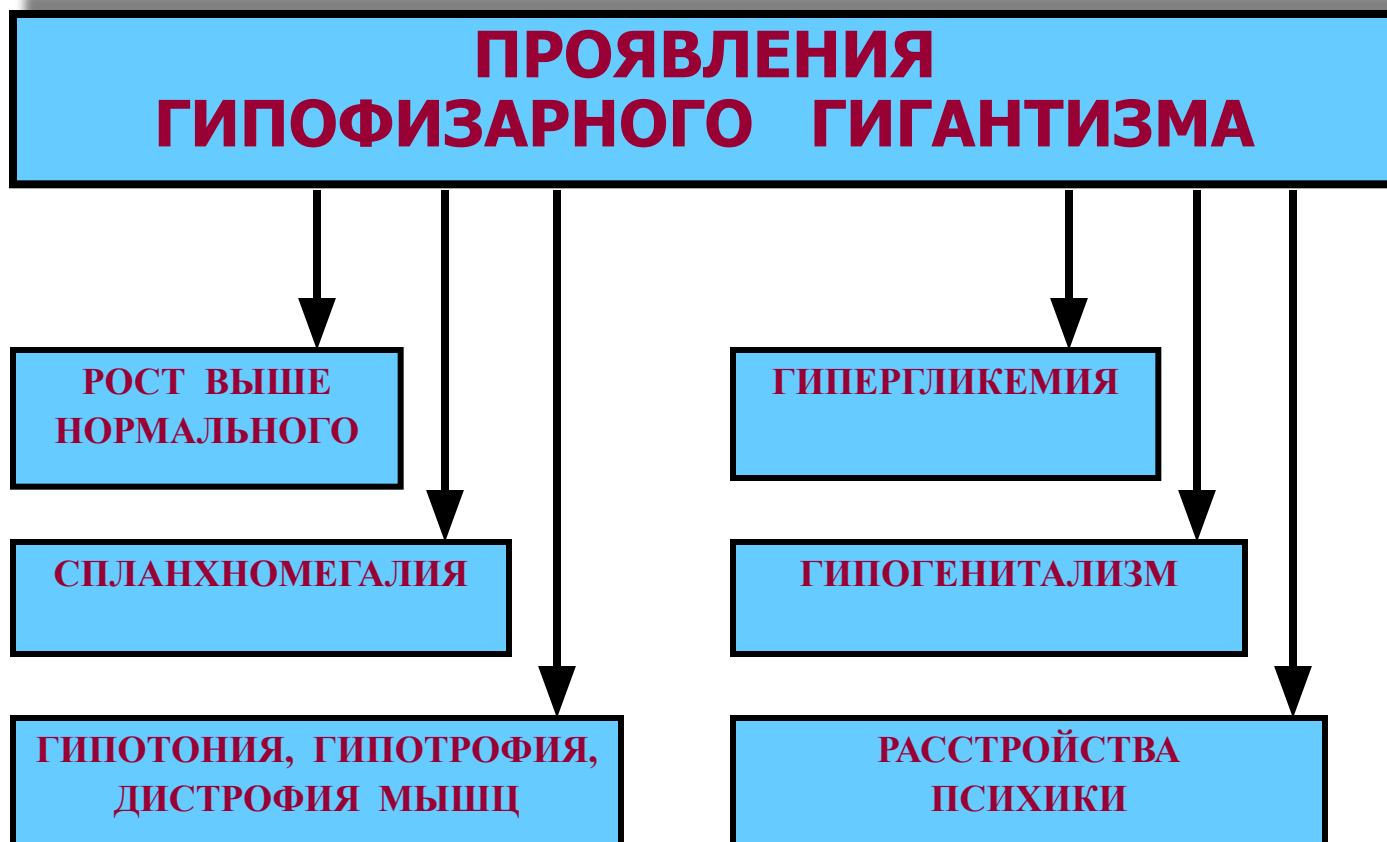 ПРОЯВЛЕНИЯ
ГИПОФИЗАРНОГО ГИГАНТИЗМА
РОСТ ВЫШЕ
НОРМАЛЬНОГО
СПЛАНХНОМЕГАЛИЯ
ГИПОТОНИЯ, ГИПОТРОФИЯ,
ДИСТРОФИЯ МЫШЦ
ГИПЕРГЛИКЕМИЯ
ГИПОГЕНИТАЛИЗМ
РАССТРОЙСТВА
ПСИХИКИ